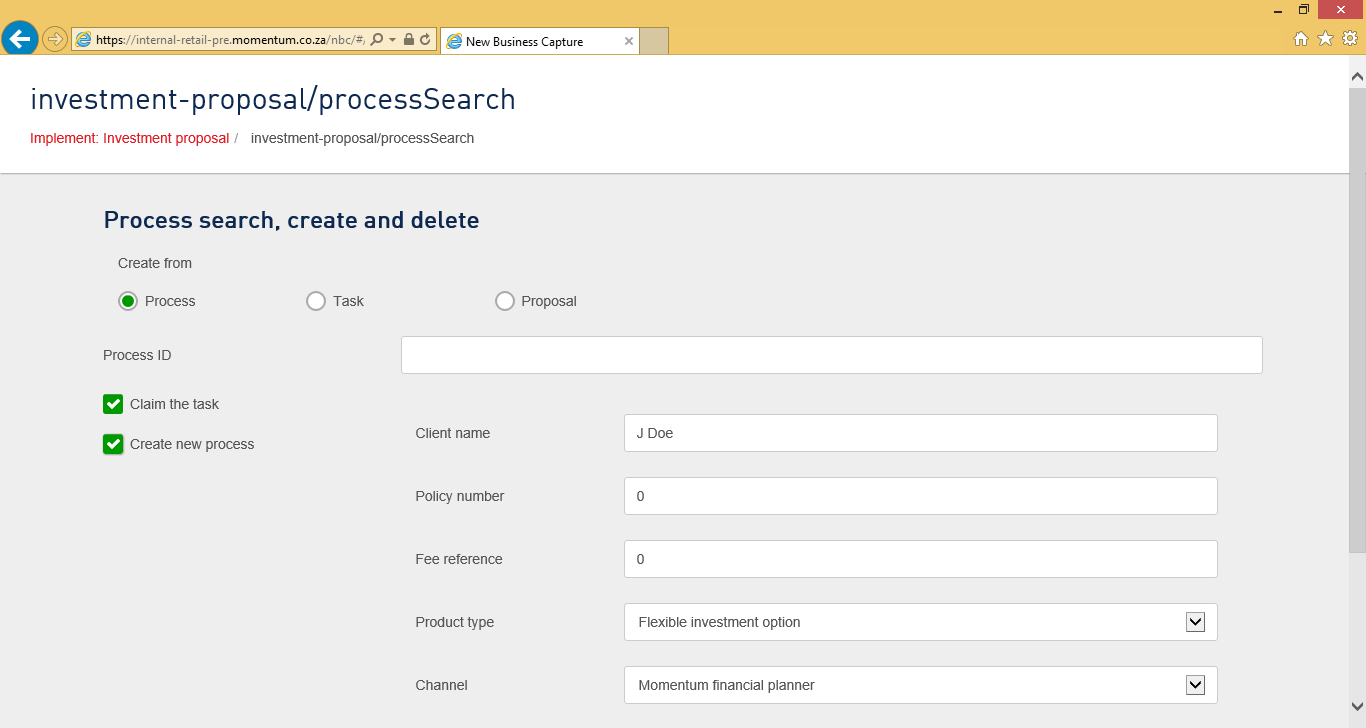 https://internal-retail-pre.momentum.co.za/nbc/#/
New Business Capture
investment-proposal/processSearch
Implement: Investment proposal / investment-proposal/processSearch
Process search, create and delete
Create from
Process Task Proposal
Process ID
Claim the task
Create new process
Client name J Doe
Policy number 0
Fee reference 0
Product type Flexible investment option
Channel Momentum financial planner